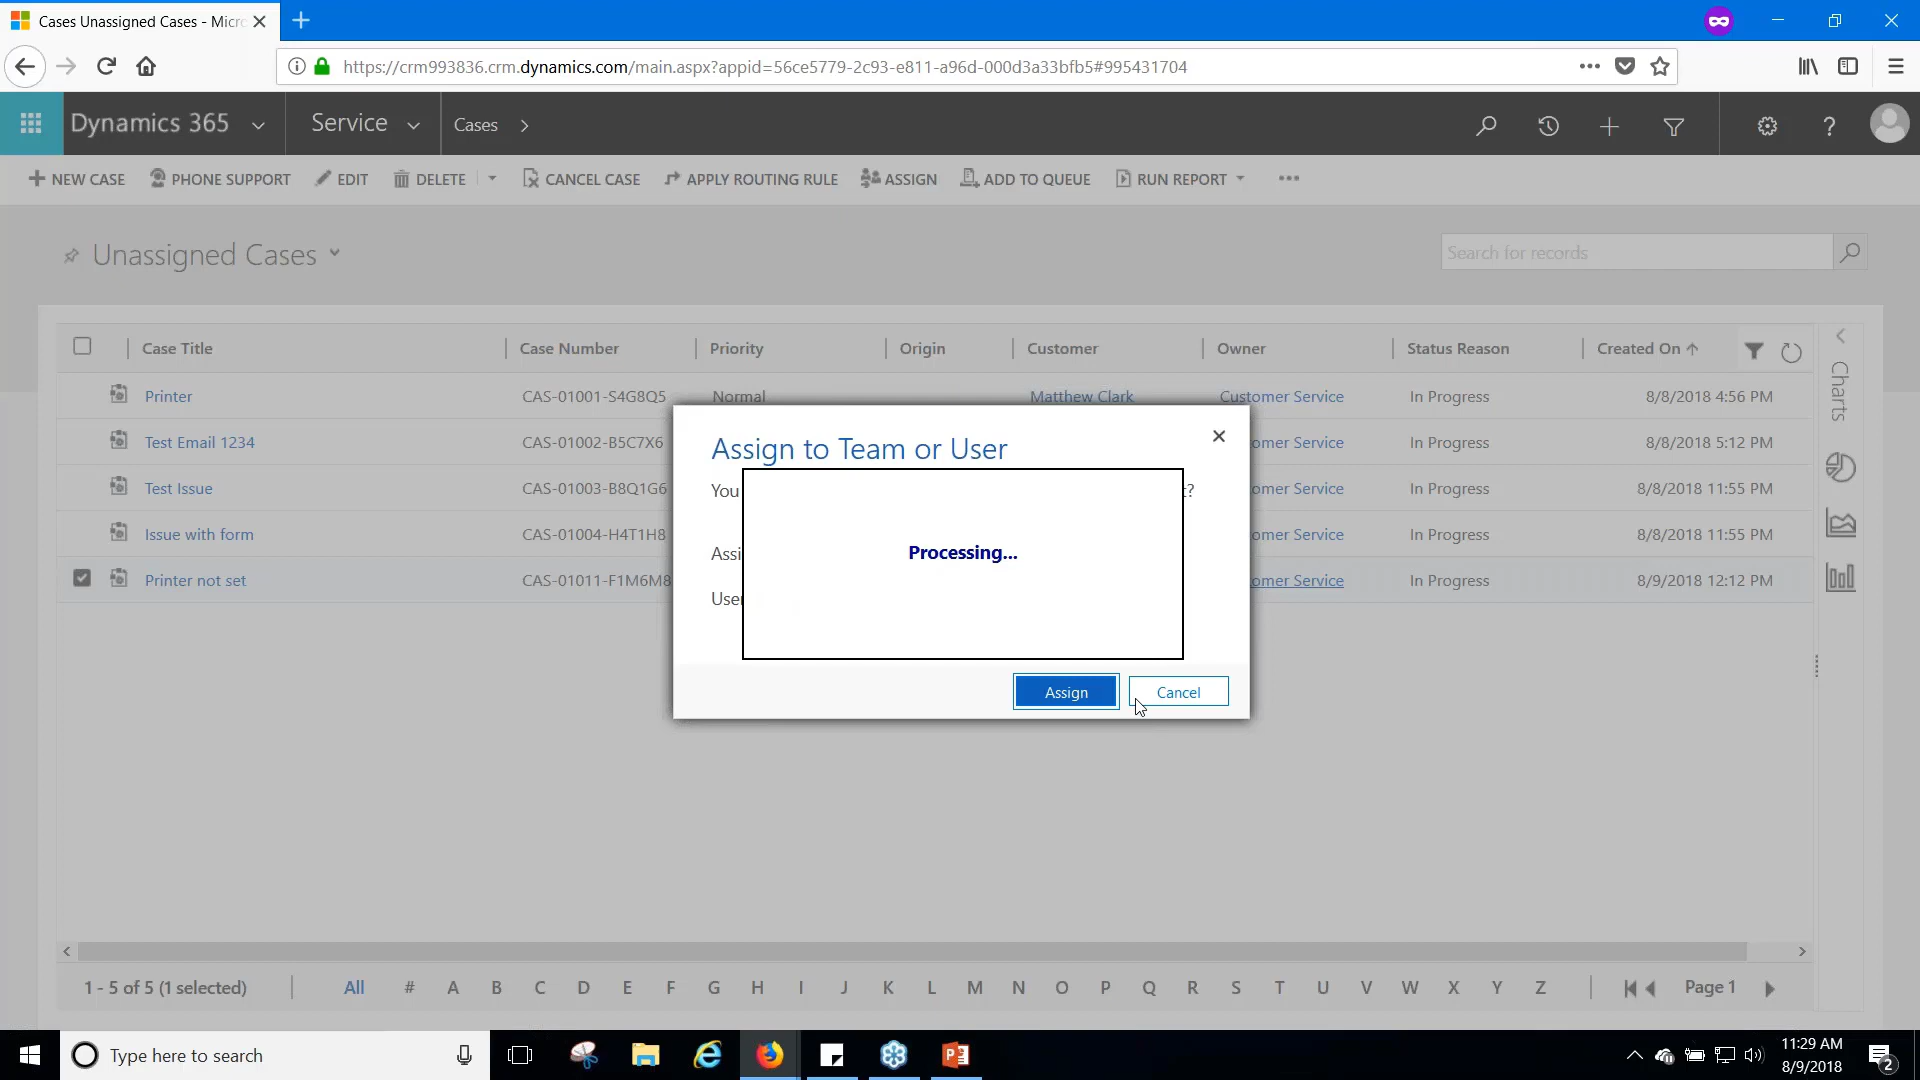 Cases Unassigned Cases - Micr
https://crm993836.crm.dynamics.com/main.aspx?appid=56ce5779-2c93-e811-a96d-000d3a33bfb5#995431704
Dynamics 365 Service Cases
NEW CASE PHONE SUPPORT EDIT DELETE CANCEL CASE APPLY ROUTING RULE ASSIGN ADD TO QUEUE RUN REPORT
Unassigned Cases
Search for records
Case Title Case Number Priority Origin Customer Owner Status Reason Created On
Printer CAS-01001-S4G8Q5 Normal Matthew Clark Customer Service In Progress 8/8/2018 4:56 PM
Test Email 1234 CAS-01002-B5C7X6 omer Service In Progress 8/8/2018 5:12 PM
Test Issue CAS-01003-B8Q1G6 omer Service In Progress 8/8/2018 11:55 PM
Issue with form CAS-01004-H4T1H8 omer Service In Progress 8/8/2018 11:55 PM
Printer not set CAS-01011-F1M6M8 omer Service In Progress 8/9/2018 12:12 PM
Charts
Assign to Team or User
You t?
Assi
User
Processing...
Assign Cancel
1 - 5 of 5 (1 selected) All # A B C D E F G H I J K L M N O P Q R S T U V W X Y Z Page 1
Type here to search
11:29 AM
8/9/2018
2